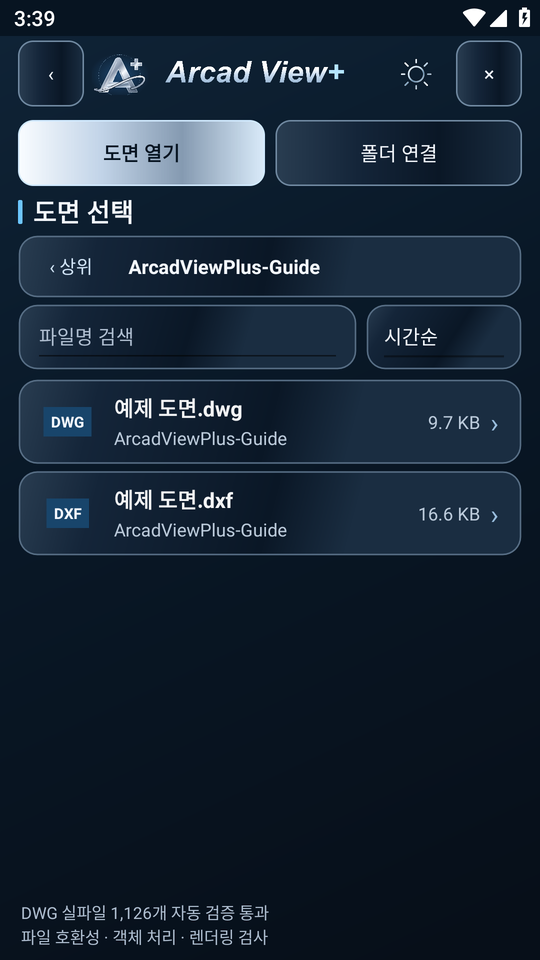 3:39
‹
Arcad View+
×
도면 열기
폴더 연결
도면 선택
‹ 상위
ArcadViewPlus-Guide
파일명 검색
시간순
DWG
예제 도면.dwg
ArcadViewPlus-Guide
9.7 KB ›
DXF
예제 도면.dxf
ArcadViewPlus-Guide
16.6 KB ›
DWG 실파일 1,126개 자동 검증 통과
파일 호환성 · 객체 처리 · 렌더링 검사